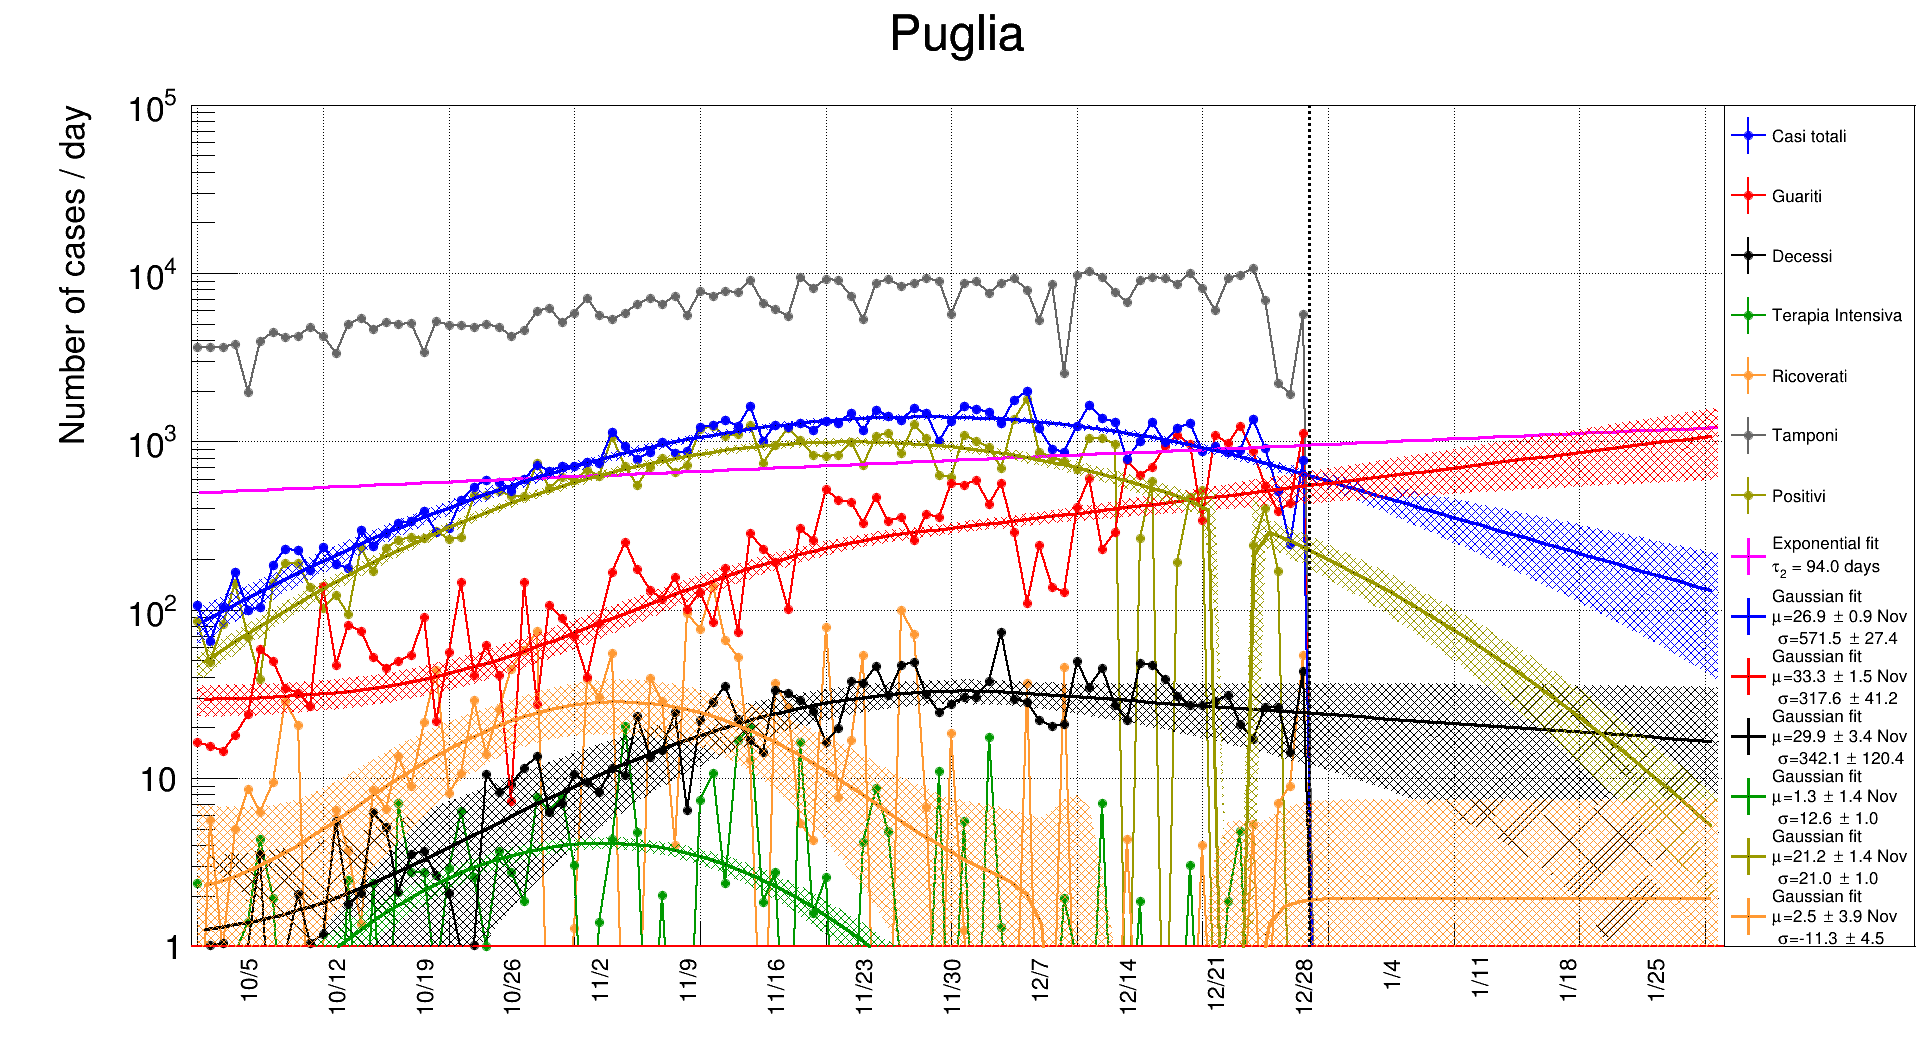 Puglia
Number of cases / day
10^5
10^4
10^3
10^2
10
1
10/5
10/12
10/19
10/26
11/2
11/9
11/16
11/23
11/30
12/7
12/14
12/21
12/28
1/4
1/11
1/18
1/25
Casi totali
Guariti
Decessi
Terapia Intensiva
Ricoverati
Tamponi
Positivi
Exponential fit
τ₂ = 94.0 days
Gaussian fit
μ=26.9 ± 0.9 Nov
σ=571.5 ± 27.4
Gaussian fit
μ=33.3 ± 1.5 Nov
σ=317.6 ± 41.2
Gaussian fit
μ=29.9 ± 3.4 Nov
σ=342.1 ± 120.4
Gaussian fit
μ=1.3 ± 1.4 Nov
σ=12.6 ± 1.0
Gaussian fit
μ=21.2 ± 1.4 Nov
σ=21.0 ± 1.0
Gaussian fit
μ=2.5 ± 3.9 Nov
σ=-11.3 ± 4.5